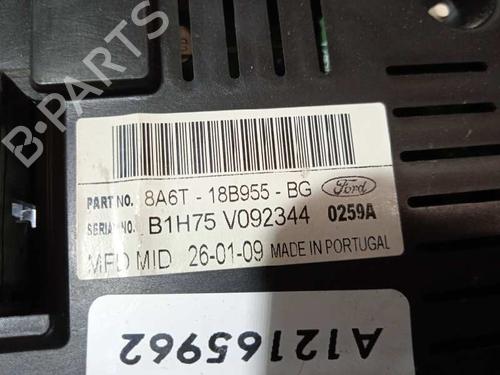 B-PARTS
PART NO. 8A6T - 18B955 - BG Ford
SERIAL NO. B1H75 V092344 0259A
MFD MID 26-01-09 MADE IN PORTUGAL
A12165962